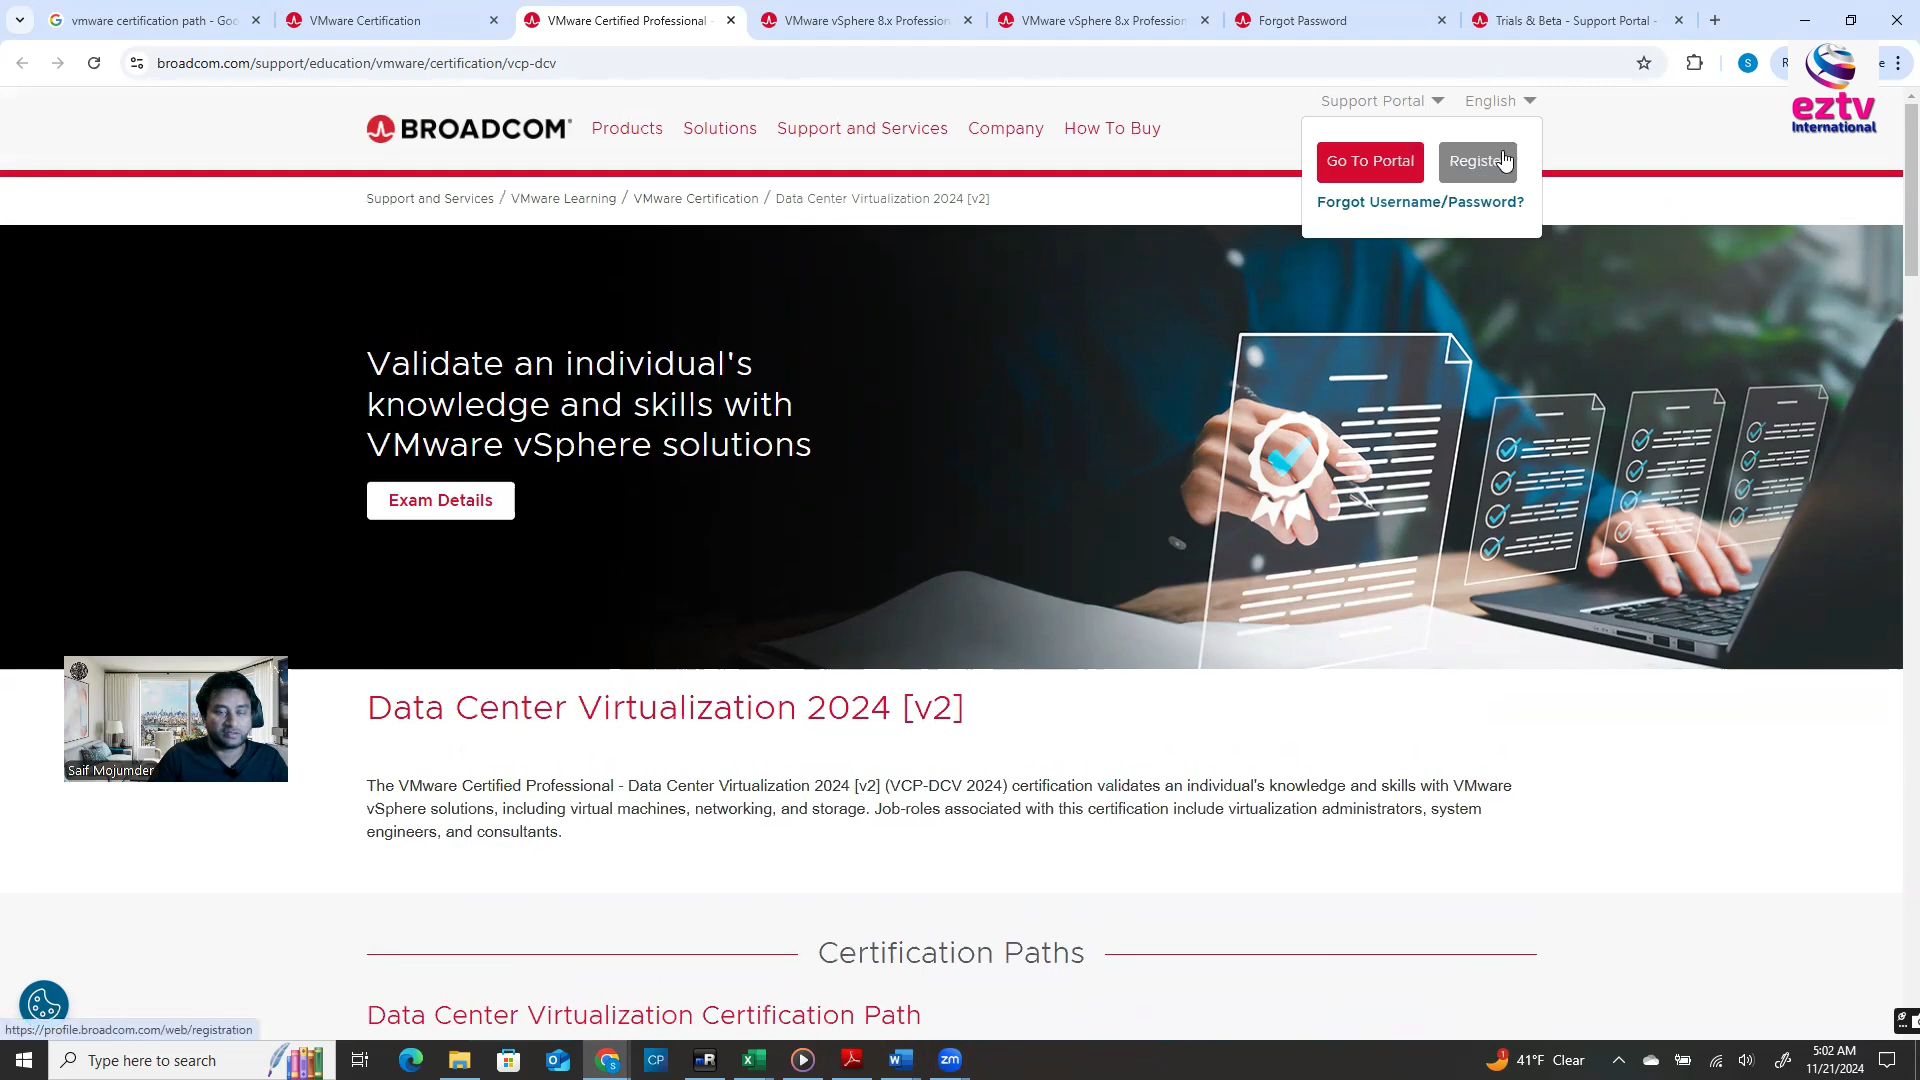 vmware certification path - Goo
VMware Certification
VMware Certified Professional -
VMware vSphere 8.x Profession
VMware vSphere 8.x Profession
Forgot Password
Trials & Beta - Support Portal -
broadcom.com/support/education/vmware/certification/vcp-dcv
S
eztv
International
Support Portal
English
BROADCOM
Products
Solutions
Support and Services
Company
How To Buy
Go To Portal
Register
Forgot Username/Password?
Support and Services / VMware Learning / VMware Certification / Data Center Virtualization 2024 [v2]
Validate an individual's
knowledge and skills with
VMware vSphere solutions
Exam Details
Data Center Virtualization 2024 [v2]
Saif Mojumder
The VMware Certified Professional - Data Center Virtualization 2024 [v2] (VCP-DCV 2024) certification validates an individual's knowledge and skills with VMware
vSphere solutions, including virtual machines, networking, and storage. Job-roles associated with this certification include virtualization administrators, system
engineers, and consultants.
Certification Paths
Data Center Virtualization Certification Path
https://profile.broadcom.com/web/registration
Type here to search
CP
zm
41°F Clear
5:02 AM
11/21/2024